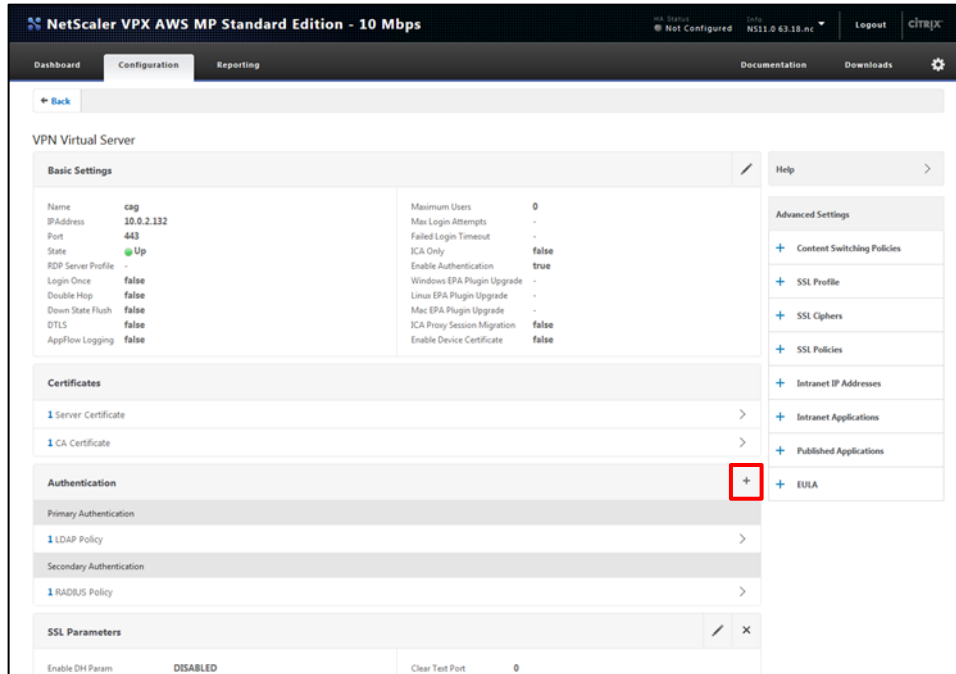 NetScaler VPX AWS MP Standard Edition - 10 Mbps
HA Status
Not Configured
Info
NS11.0 63.18.nc
Logout
CİTRIX
Dashboard
Configuration
Reporting
Documentation
Downloads
Back
VPN Virtual Server
Basic Settings
Name cag
IPAddress 10.0.2.132
Port 443
State Up
RDP Server Profile -
Login Once false
Double Hop false
Down State Flush false
DTLS false
AppFlow Logging false
Maximum Users 0
Max Login Attempts -
Failed Login Timeout -
ICA Only false
Enable Authentication true
Windows EPA Plugin Upgrade -
Linux EPA Plugin Upgrade -
Mac EPA Plugin Upgrade -
ICA Proxy Session Migration false
Enable Device Certificate false
Certificates
1 Server Certificate
1 CA Certificate
Authentication +
Primary Authentication
1 LDAP Policy
Secondary Authentication
1 RADIUS Policy
SSL Parameters
Enable DH Param DISABLED
Clear Text Port 0
Help
Advanced Settings
+ Content Switching Policies
+ SSL Profile
+ SSL Ciphers
+ SSL Policies
+ Intranet IP Addresses
+ Intranet Applications
+ Published Applications
+ EULA